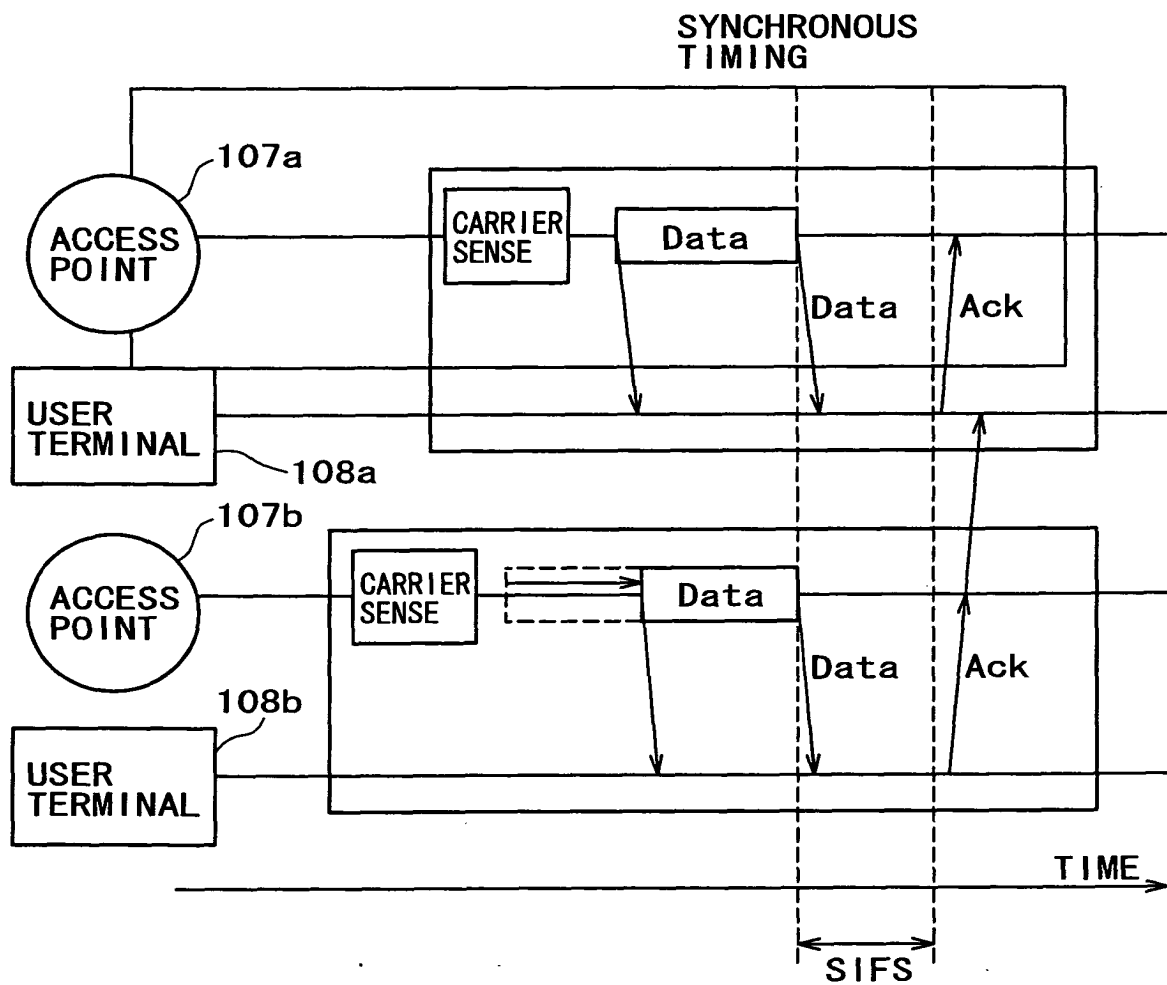 SYNCHRONOUS
TIMING
107a
ACCESS
POINT
CARRIER
SENSE
Data
Data
Ack
USER
TERMINAL
108a
107b
ACCESS
POINT
CARRIER
SENSE
Data
Data
Ack
108b
USER
TERMINAL
TIME
SIFS